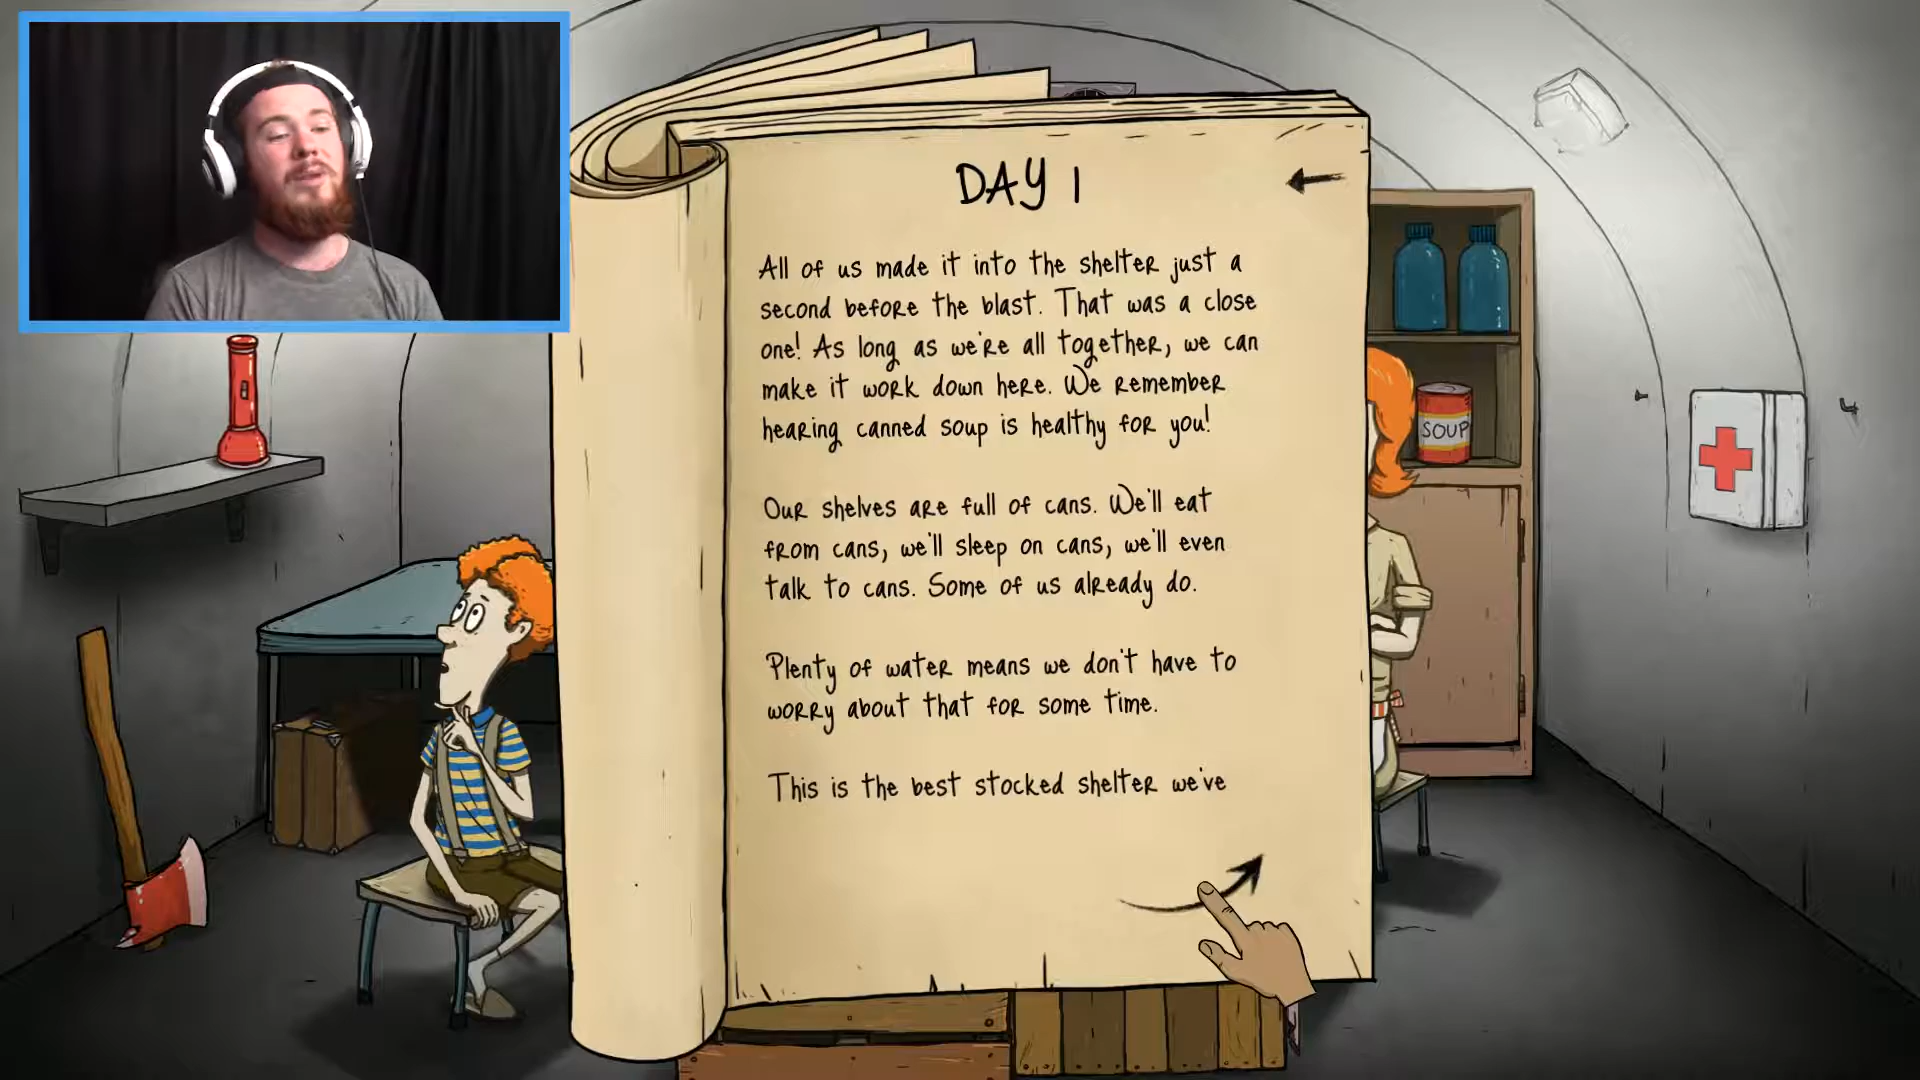 DAY 1
All of us made it into the shelter just a
second before the blast. That was a close
one! As long as we're all together, we can
make it work down here. We remember
hearing canned soup is healthy for you!
Our shelves are full of cans. We'll eat
from cans, we'll sleep on cans, we'll even
talk to cans. Some of us already do.
Plenty of water means we don't have to
worry about that for some time.
This is the best stocked shelter we've
SOUP